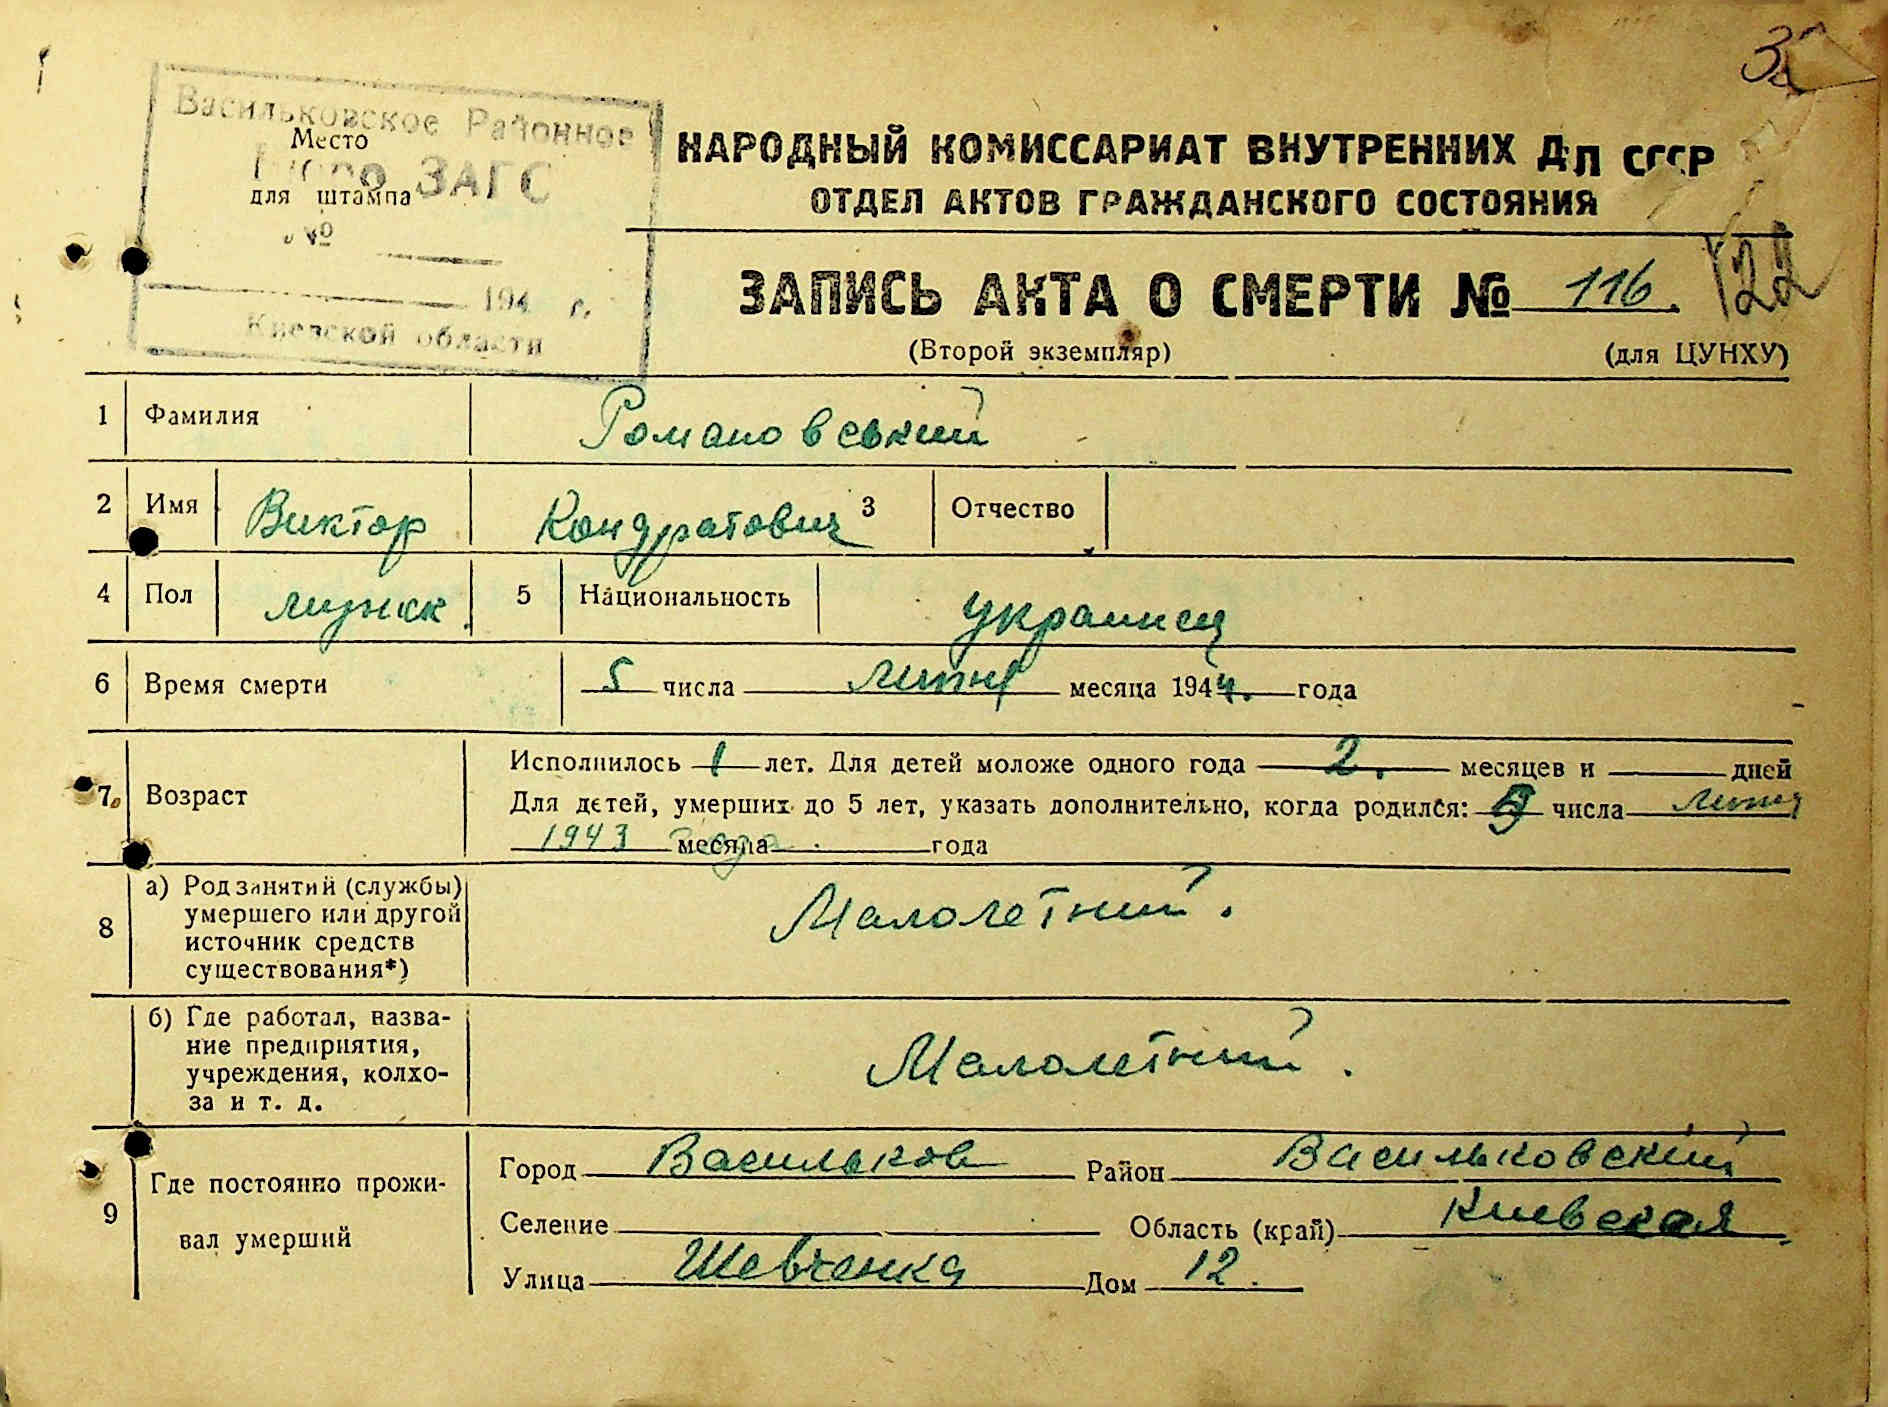 Васильковское Районное
Место
Бюро ЗАГС
для штампа
№
194 г.
Киевской области
НАРОДНЫЙ КОМИССАРИАТ ВНУТРЕННИХ ДЛ СССР
ОТДЕЛ АКТОВ ГРАЖДАНСКОГО СОСТОЯНИЯ
ЗАПИСЬ АКТА О СМЕРТИ № 116. 122
(Второй экземпляр) (для ЦУНХУ)
1 Фамилия Романовський
2 Имя Виктор Кондратович 3 Отчество
4 Пол мужск. 5 Национальность украинец
6 Время смерти 5 числа липня месяца 1944. года
Исполнилось 1 лет. Для детей моложе одного года 2. месяцев и дней
7. Возраст Для детей, умерших до 5 лет, указать дополнительно, когда родился: числа липня
1943 года месяца года
а) Род занятий (службы)
умершего или другой
8 источник средств
существования*) Малолетний.
б) Где работал, назва-
ние предприятия,
учреждения, колхо-
за и т. д. Малолетний.
Город Васильков Район Васильковский
9 Где постоянно прожи-
вал умерший
Селение Область (край) Киевская
Улица Шевченка Дом 12.